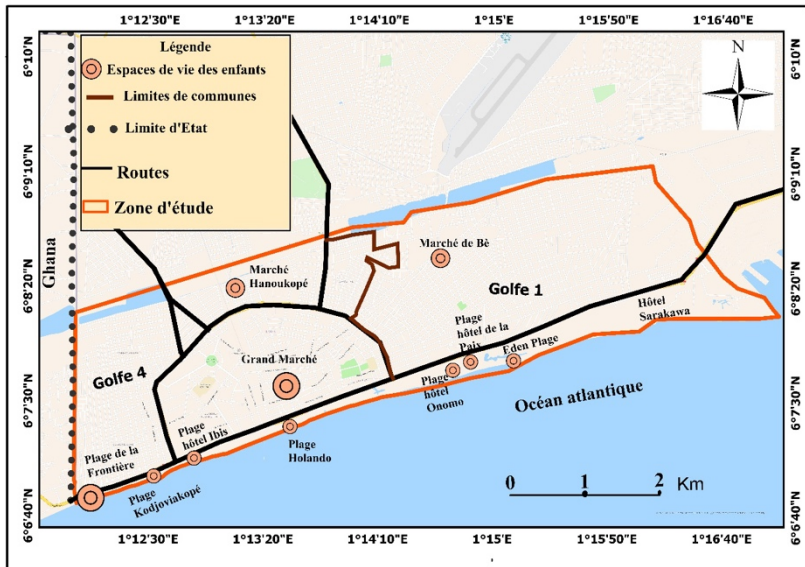 1°12'30"E 1°13'20"E 1°14'10"E 1°15'E 1°15'50"E 1°16'40"E
6°10'N
6°9'10"N
6°8'20"N
6°7'30"N
6°6'40"N
Légende
Espaces de vie des enfants
Limites de communes
Limite d'Etat
Routes
Zone d'étude
N
Ghana
Marché
Hanoukopé
Marché de Bè
Golfe 1
Hôtel
Sarakawa
Plage
hôtel de la
Paix
Eden Plage
Plage
hôtel
Onomo
Grand Marché
Golfe 4
Océan atlantique
Plage
Holando
Plage
hôtel Ibis
Plage de la
Frontière
Plage
Kodjoviakopé
0 1 2 Km
6°10'N
6°9'10"N
6°8'20"N
6°7'30"N
6°6'40"N
1°12'30"E 1°13'20"E 1°14'10"E 1°15'E 1°15'50"E 1°16'40"E